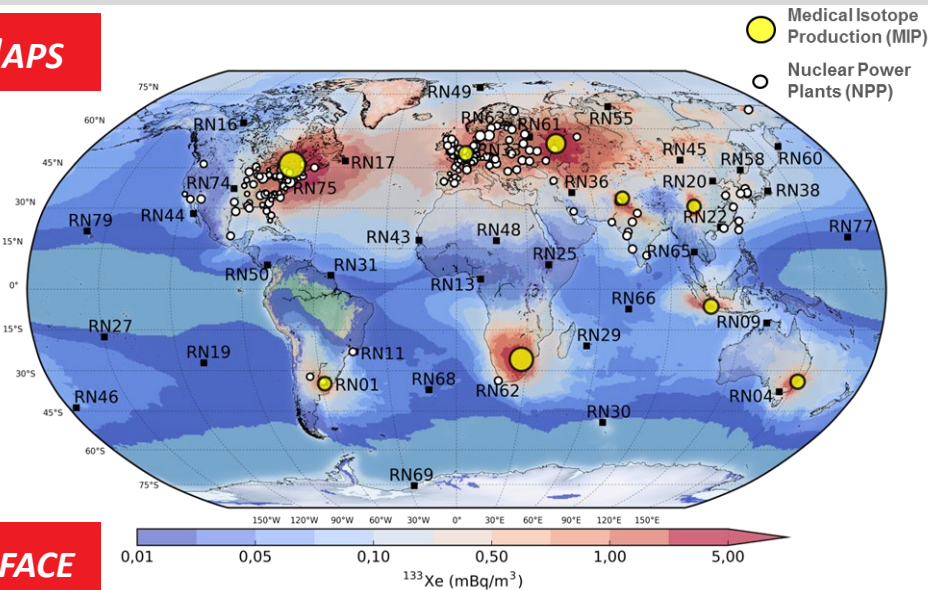 MAPS
Medical Isotope
Production (MIP)
Nuclear Power
Plants (NPP)
75°N
60°N
45°N
30°N
15°N
0°
15°S
30°S
45°S
60°S
75°S
RN49
RN16
RN63
RN61
RN55
RN17
RN45
RN58
RN60
RN74
RN75
RN36
RN20
RN38
RN79
RN44
RN43
RN48
RN22
RN77
RN50
RN31
RN25
RN65
RN13
RN66
RN27
RN09
RN19
RN11
RN29
RN46
RN01
RN68
RN62
RN04
RN30
RN69
150°W 120°W 90°W 60°W 30°W 0° 30°E 60°E 90°E 120°E 150°E
0,01 0,05 0,10 0,50 1,00 5,00
¹³³Xe (mBq/m³)
FACE